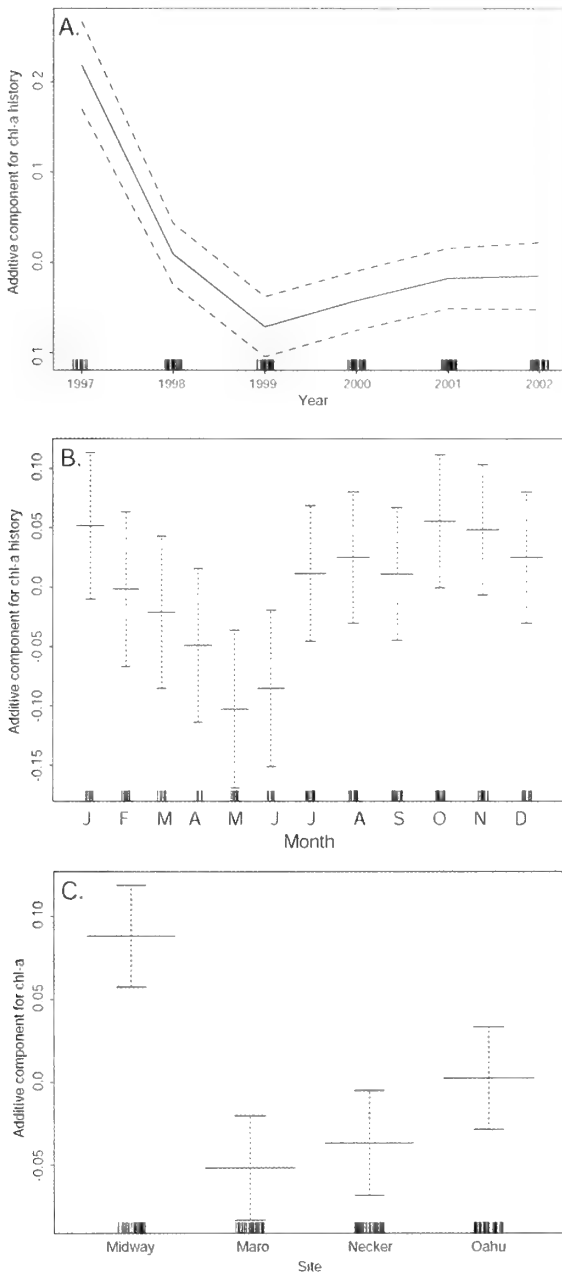 A.
Additive component for chl-a history
0.2
0.1
0.0
0.1
1997 1998 1999 2000 2001 2002
Year
B.
Additive component for chl-a history
0.10
0.05
0.0
-0.05
-0.10
-0.15
J F M A M J J A S O N D
Month
C.
Additive component for chl-a
0.10
0.05
0.0
-0.05
Midway Maro Necker Oahu
Site